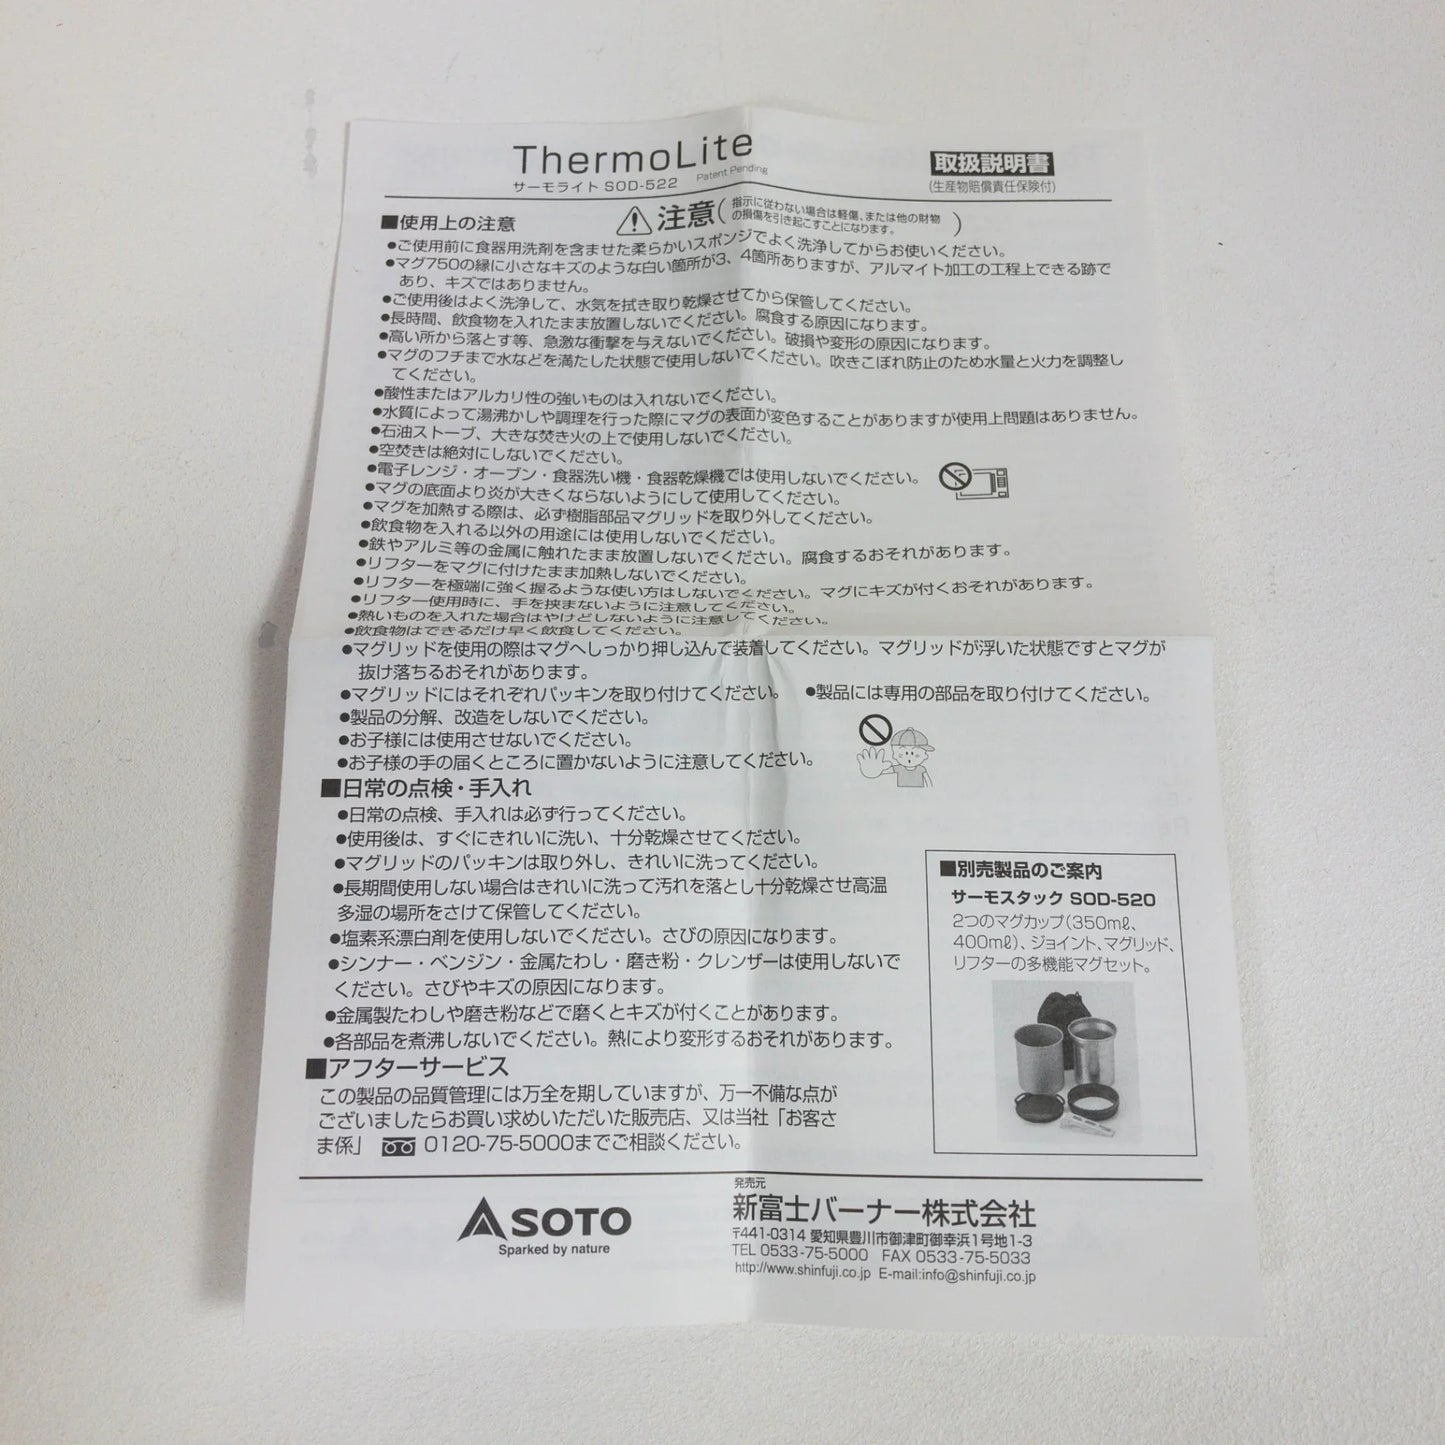 ThermoLite
Patent Pending
サーモライト SOD-522
取扱説明書
(生産物賠償責任保険付)
■使用上の注意
注意(指示に従わない場合は軽傷、または他の財物
の損傷を引き起こすことになります。)
●ご使用前に食器用洗剤を含ませた柔らかいスポンジでよく洗浄してからお使いください。
●マグ750の縁に小さなキズのような白い箇所が3、4箇所ありますが、アルマイト加工の工程上できる跡で
あり、キズではありません。
●ご使用後はよく洗浄して、水気を拭き取り乾燥させてから保管してください。
●長時間、飲食物を入れたまま放置しないでください。腐食する原因になります。
●高い所から落とす等、急激な衝撃を与えないでください。破損や変形の原因になります。
●マグのフチまで水などを満たした状態で使用しないでください。吹きこぼれ防止のため水量と火力を調整し
てください。
●酸性またはアルカリ性の強いものは入れないでください。
●水質によって湯沸かしや調理を行った際にマグの表面が変色することがありますが使用上問題はありません。
●石油ストーブ、大きな焚き火の上で使用しないでください。
●空焚きは絶対にしないでください。
●電子レンジ・オーブン・食器洗い機・食器乾燥機では使用しないでください。
●マグの底面より炎が大きくならないようにして使用してください。
●マグを加熱する際は、必ず樹脂部品マグリッドを取り外してください。
●飲食物を入れる以外の用途には使用しないでください。
●鉄やアルミ等の金属に触れたまま放置しないでください。腐食するおそれがあります。
●リフターをマグに付けたまま加熱しないでください。
●リフターを極端に強く握るような使い方はしないでください。マグにキズが付くおそれがあります。
●リフター使用時に、手を挟まないように注意してください。
●熱いものを入れた場合はやけどしないように注意してください。
●飲食物はできるだけ早く飲食してください。
●マグリッドを使用の際はマグへしっかり押し込んで装着してください。マグリッドが浮いた状態ですとマグが
抜け落ちるおそれがあります。
●マグリッドにはそれぞれパッキンを取り付けてください。 ●製品には専用の部品を取り付けてください。
●製品の分解、改造をしないでください。
●お子様には使用させないでください。
●お子様の手の届くところに置かないように注意してください。
■日常の点検・手入れ
●日常の点検、手入れは必ず行ってください。
●使用後は、すぐにきれいに洗い、十分乾燥させてください。
●マグリッドのパッキンは取り外し、きれいに洗ってください。
●長期間使用しない場合はきれいに洗って汚れを落とし十分乾燥させ高温
多湿の場所をさけて保管してください。
●塩素系漂白剤を使用しないでください。さびの原因になります。
●シンナー・ベンジン・金属たわし・磨き粉・クレンザーは使用しないで
ください。さびやキズの原因になります。
●金属製たわしや磨き粉などで磨くとキズが付くことがあります。
●各部品を煮沸しないでください。熱により変形するおそれがあります。
■別売製品のご案内
サーモスタック SOD-520
2つのマグカップ(350mℓ、
400mℓ)、ジョイント、マグリッド、
リフターの多機能マグセット。
■アフターサービス
この製品の品質管理には万全を期していますが、万一不備な点が
ございましたらお買い求めいただいた販売店、又は当社「お客さ
ま係」 0120-75-5000までご相談ください。
SOTO
Sparked by nature
発売元
新富士バーナー株式会社
〒441-0314 愛知県豊川市御津町御幸浜1号地1-3
TEL 0533-75-5000 FAX 0533-75-5033
http://www.shinfuji.co.jp E-mail:info@shinfuji.co.jp